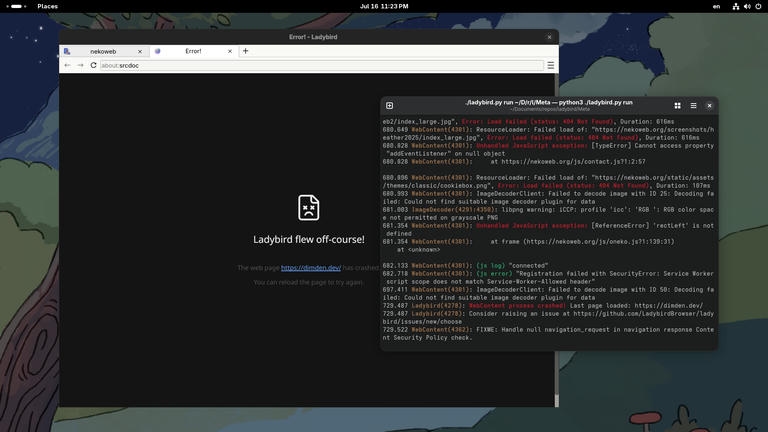 Places
Jul 16 11:23 PM
en
Error! – Ladybird
nekoweb
Error!
about:srcdoc
Ladybird flew off-course!
The web page https://dimden.dev/ has crashed
You can reload the page to try again.
./ladybird.py run ~/D/r/l/Meta — python3 ./ladybird.py run
~/Documents/repos/ladybird/Meta
eb2/index_large.jpg", Error: Load failed (status: 404 Not Found), Duration: 616ms
680.649 WebContent(4301): ResourceLoader: Failed load of: "https://nekoweb.org/screenshots/h
eather2025/index_large.jpg", Error: Load failed (status: 404 Not Found), Duration: 616ms
680.828 WebContent(4301): Unhandled JavaScript exception: [TypeError] Cannot access property
"addEventListener" on null object
680.828 WebContent(4301):     at https://nekoweb.org/js/contact.js?1:2:57
680.896 WebContent(4301): ResourceLoader: Failed load of: "https://nekoweb.org/static/assets
/themes/classic/cookiebox.png", Error: Load failed (status: 404 Not Found), Duration: 187ms
680.993 WebContent(4301): ImageDecoderClient: Failed to decode image with ID 25: Decoding fa
iled: Could not find suitable image decoder plugin for data
681.003 ImageDecoder(4291:4350): libpng warning: iCCP: profile 'icc': 'RGB ': RGB color spac
e not permitted on grayscale PNG
681.354 WebContent(4301): Unhandled JavaScript exception: [ReferenceError] 'rectLeft' is not
defined
681.354 WebContent(4301):     at frame (https://nekoweb.org/js/oneko.js?1:139:31)
at <unknown>
682.133 WebContent(4301): (js log) "connected"
682.718 WebContent(4301): (js error) "Registration failed with SecurityError: Service Worker
script scope does not match Service-Worker-Allowed header"
697.411 WebContent(4301): ImageDecoderClient: Failed to decode image with ID 50: Decoding fa
iled: Could not find suitable image decoder plugin for data
729.487 Ladybird(4278): WebContent process crashed! Last page loaded: https://dimden.dev/
729.487 Ladybird(4278): Consider raising an issue at https://github.com/LadybirdBrowser/lady
bird/issues/new/choose
729.522 WebContent(4362): FIXME: Handle null navigation_request in navigation response Conte
nt Security Policy check.